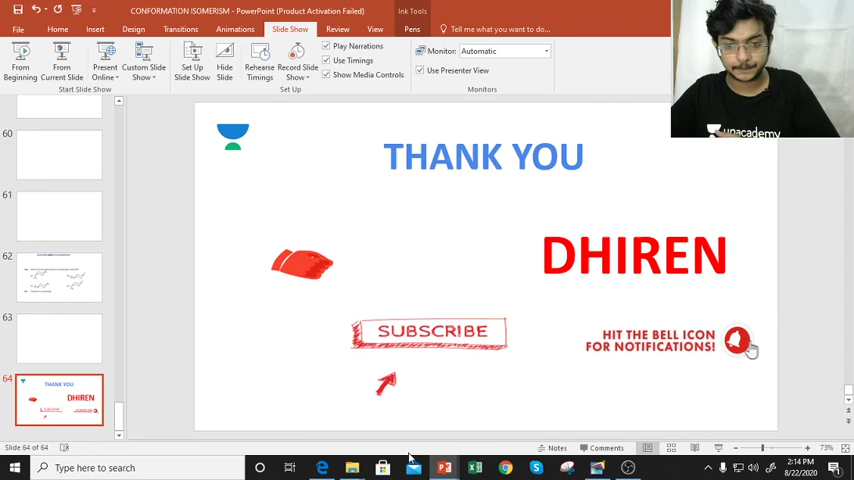 CONFORMATION ISOMERISM - PowerPoint (Product Activation Failed)
Ink Tools
File Home Insert Design Transitions Animations Slide Show Review View Pens Tell me what you want to do...
From Beginning
From Current Slide
Present Online
Custom Slide Show
Set Up Slide Show
Hide Slide
Rehearse Timings
Record Slide Show
Play Narrations
Use Timings
Show Media Controls
Monitor: Automatic
Use Presenter View
Start Slide Show
Set Up
Monitors
unacademy
60
61
62
63
64
THANK YOU
DHIREN
SUBSCRIBE
HIT THE BELL ICON
FOR NOTIFICATIONS!
THANK YOU
DHIREN
Slide 64 of 64
Notes
Comments
73%
Type here to search
2:14 PM
8/22/2020